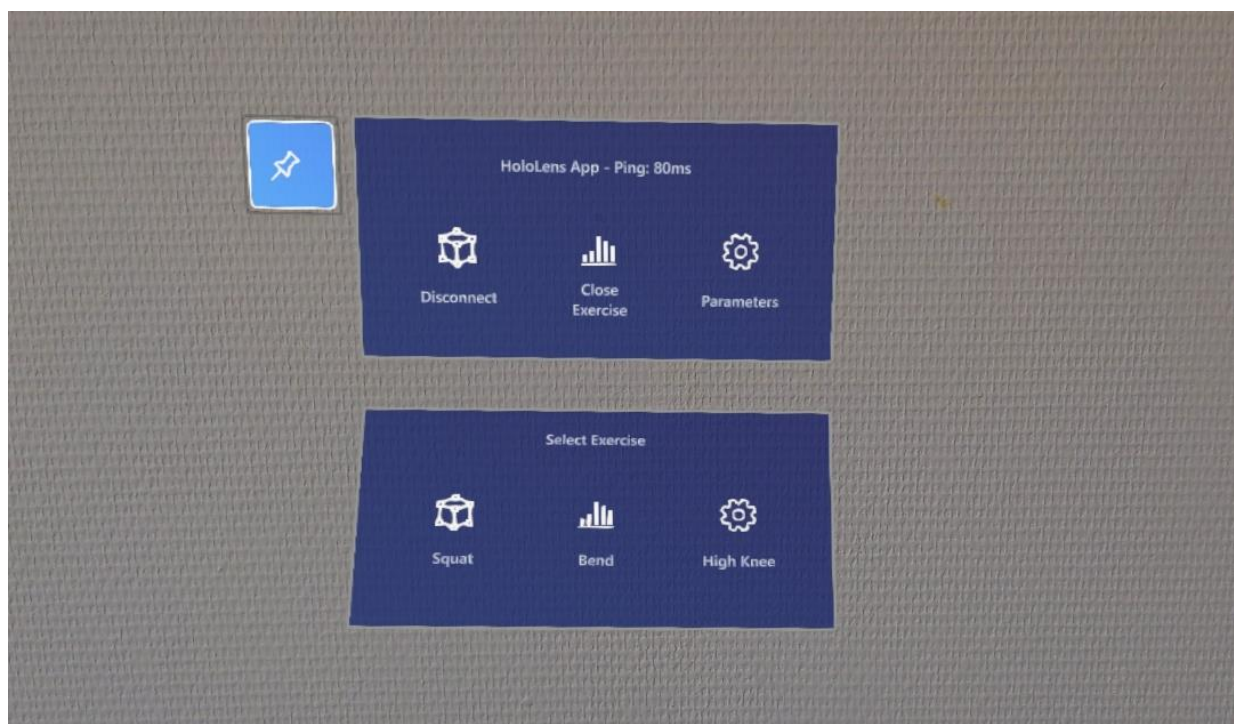 HoloLens App - Ping: 80ms
Disconnect
Close
Exercise
Parameters
Select Exercise
Squat
Bend
High Knee